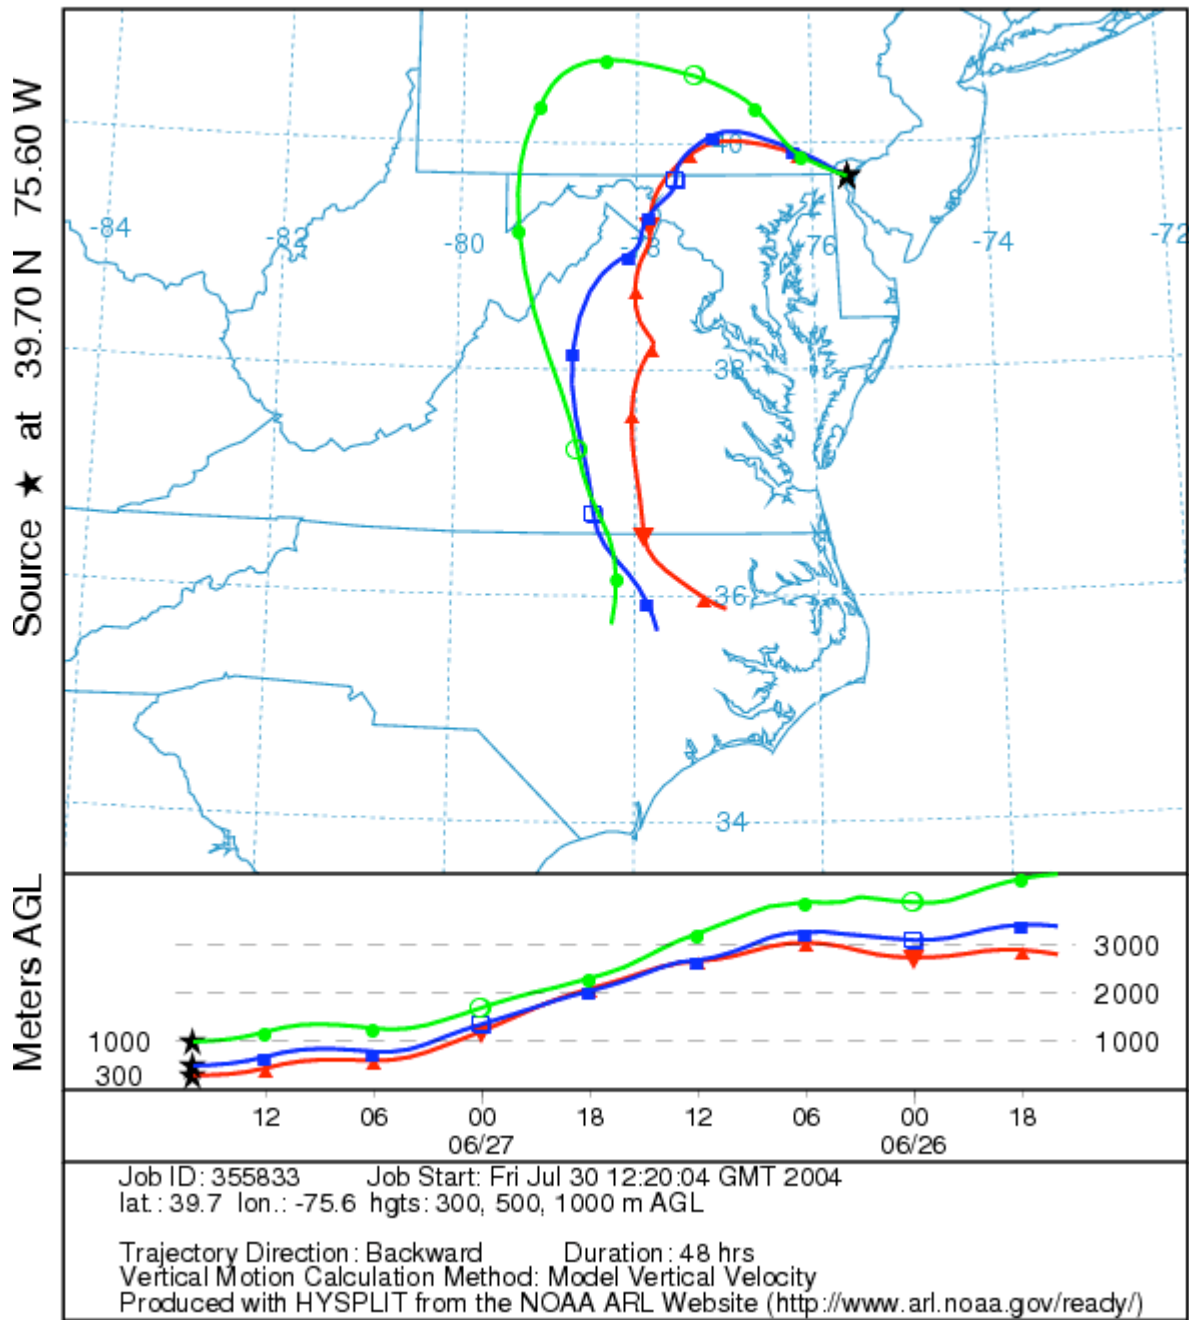 Source ★ at 39.70 N 75.60 W
40
-84
-82
-80
-78
-76
-74
-72
38
36
34
Meters AGL
3000
2000
1000
1000
300
12 06 00 18 12 06 00 18
06/27 06/26
Job ID: 355833 Job Start: Fri Jul 30 12:20:04 GMT 2004
lat.: 39.7 lon.: -75.6 hgts: 300, 500, 1000 m AGL
Trajectory Direction: Backward Duration: 48 hrs
Vertical Motion Calculation Method: Model Vertical Velocity
Produced with HYSPLIT from the NOAA ARL Website (http://www.arl.noaa.gov/ready/)